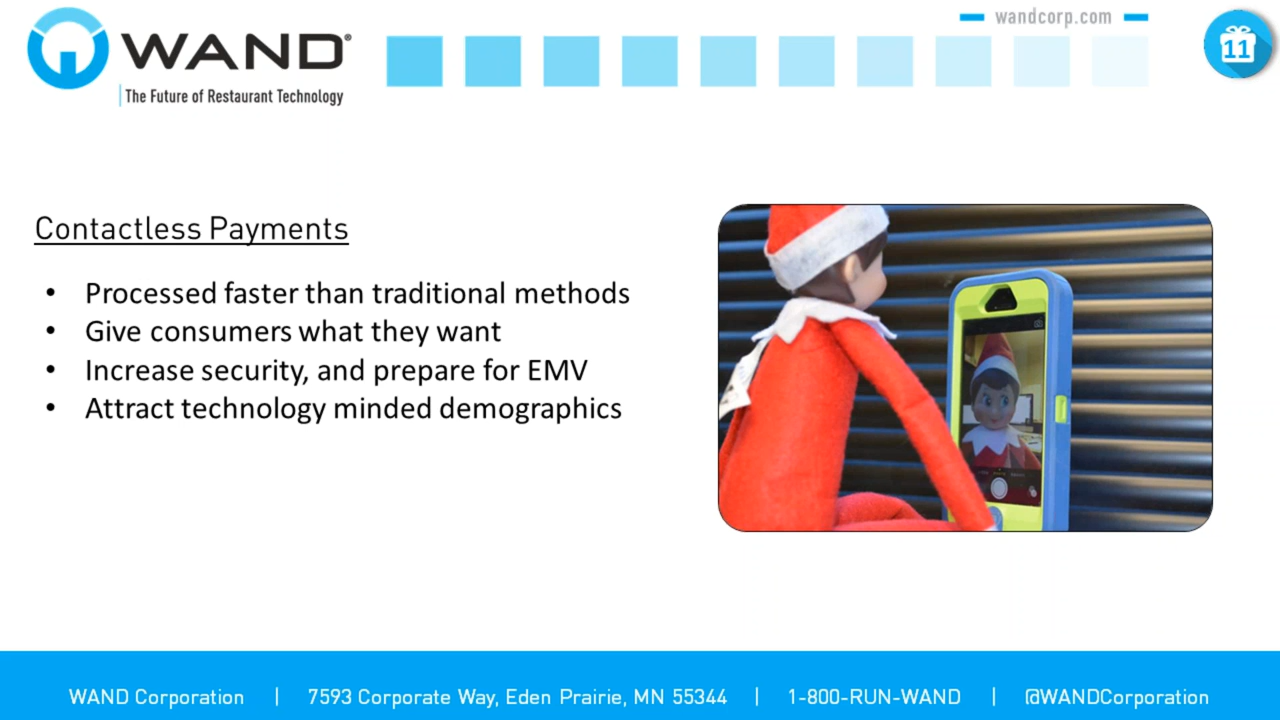 wandcorp.com
WAND®
The Future of Restaurant Technology
11
Contactless Payments
• Processed faster than traditional methods
• Give consumers what they want
• Increase security, and prepare for EMV
• Attract technology minded demographics
WAND Corporation | 7593 Corporate Way, Eden Prairie, MN 55344 | 1-800-RUN-WAND | @WANDCorporation